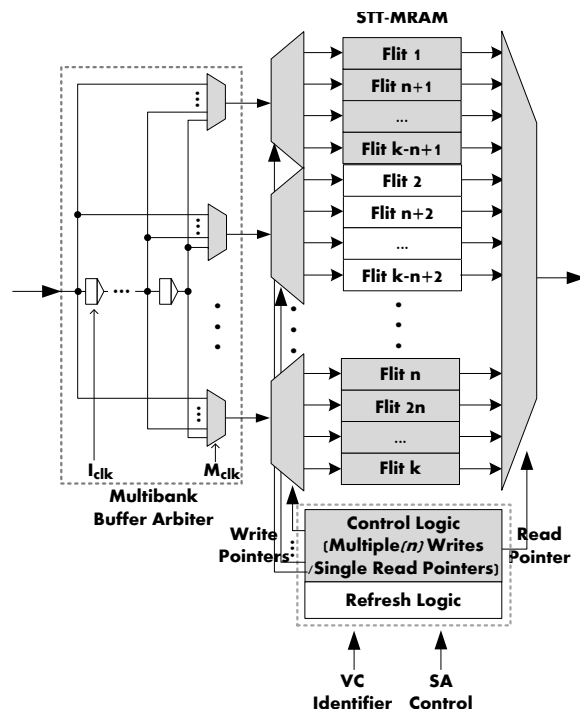 STT-MRAM
Flit 1
Flit n+1
...
Flit k-n+1
Flit 2
Flit n+2
...
Flit k-n+2
Flit n
Flit 2n
...
Flit k
Iclk
Mclk
Multibank
Buffer Arbiter
Write
Pointers
Control Logic
(Multiple(n) Writes
/Single Read Pointers)
Refresh Logic
Read
Pointer
VC
Identifier
SA
Control